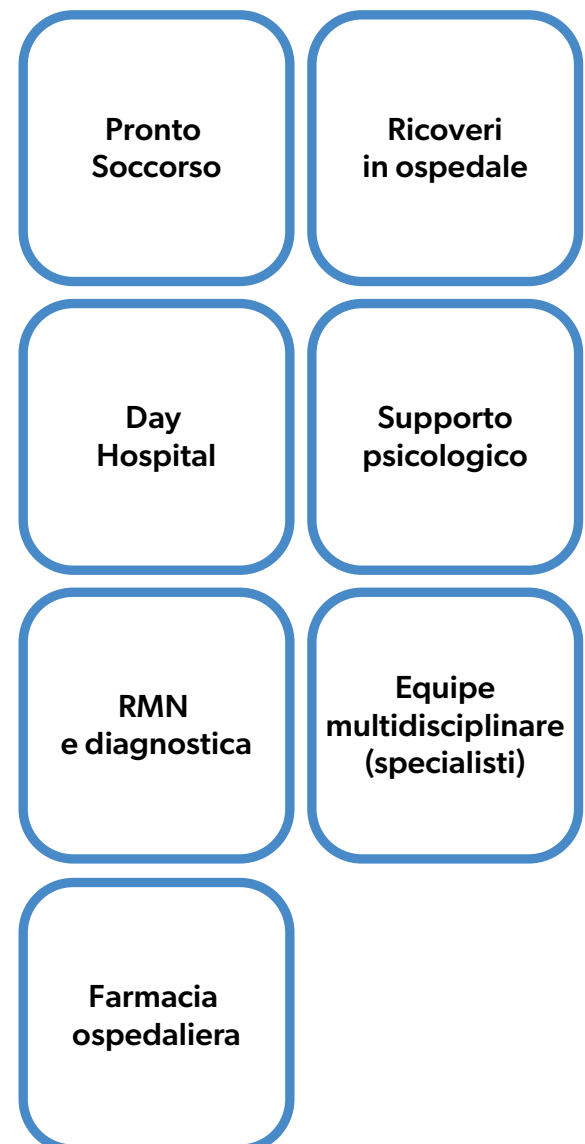 Pronto
Soccorso
Ricoveri
in ospedale
Day
Hospital
Supporto
psicologico
RMN
e diagnostica
Equipe
multidisciplinare
(specialisti)
Farmacia
ospedaliera